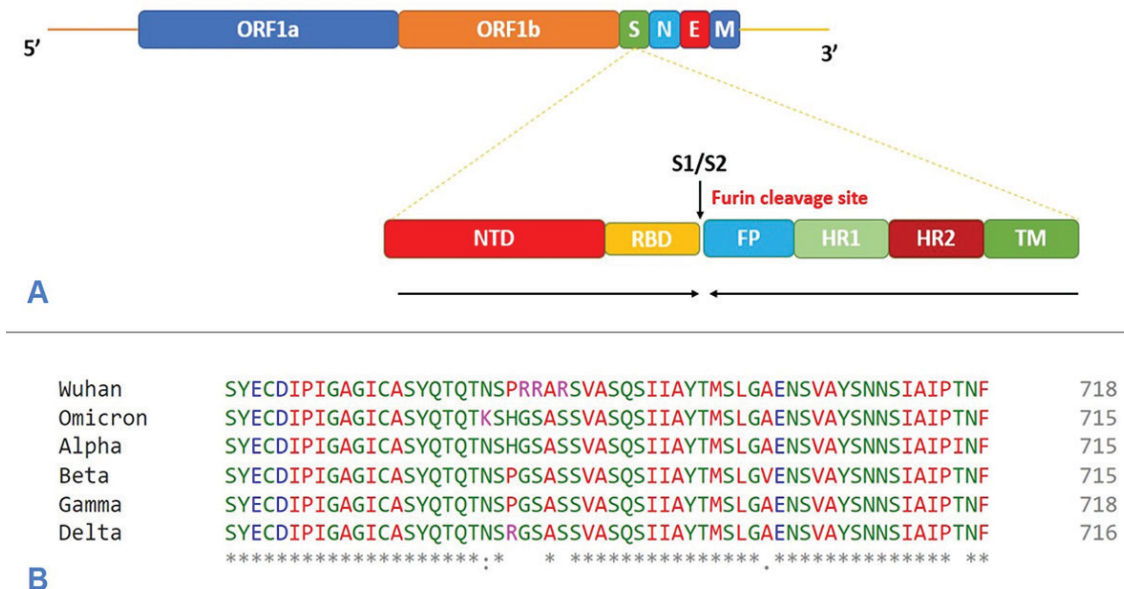 ORF1a ORF1b S N E M
5’ 3’
S1/S2
Furin cleavage site
NTD RBD FP HR1 HR2 TM
A
Wuhan SYECDIPIGAGICASYQTQTNSPRRARSVASQSIIAYTMSLGAENSVAYSNNSIAIPTNF 718
Omicron SYECDIPIGAGICASYQTQTKSHGSASSVASQSIIAYTMSLGAENSVAYSNNSIAIPTNF 715
Alpha SYECDIPIGAGICASYQTQTNSHGSASSVASQSIIAYTMSLGAENSVAYSNNSIAIPINF 715
Beta SYECDIPIGAGICASYQTQTNSPGSASSVASQSIIAYTMSLGVENSVAYSNNSIAIPTNF 715
Gamma SYECDIPIGAGICASYQTQTNSPGSASSVASQSIIAYTMSLGAENSVAYSNNSIAIPTNF 718
Delta SYECDIPIGAGICASYQTQTNSRGSASSVASQSIIAYTMSLGAENSVAYSNNSIAIPTNF 716
********************:*   * ***************.************** **
B